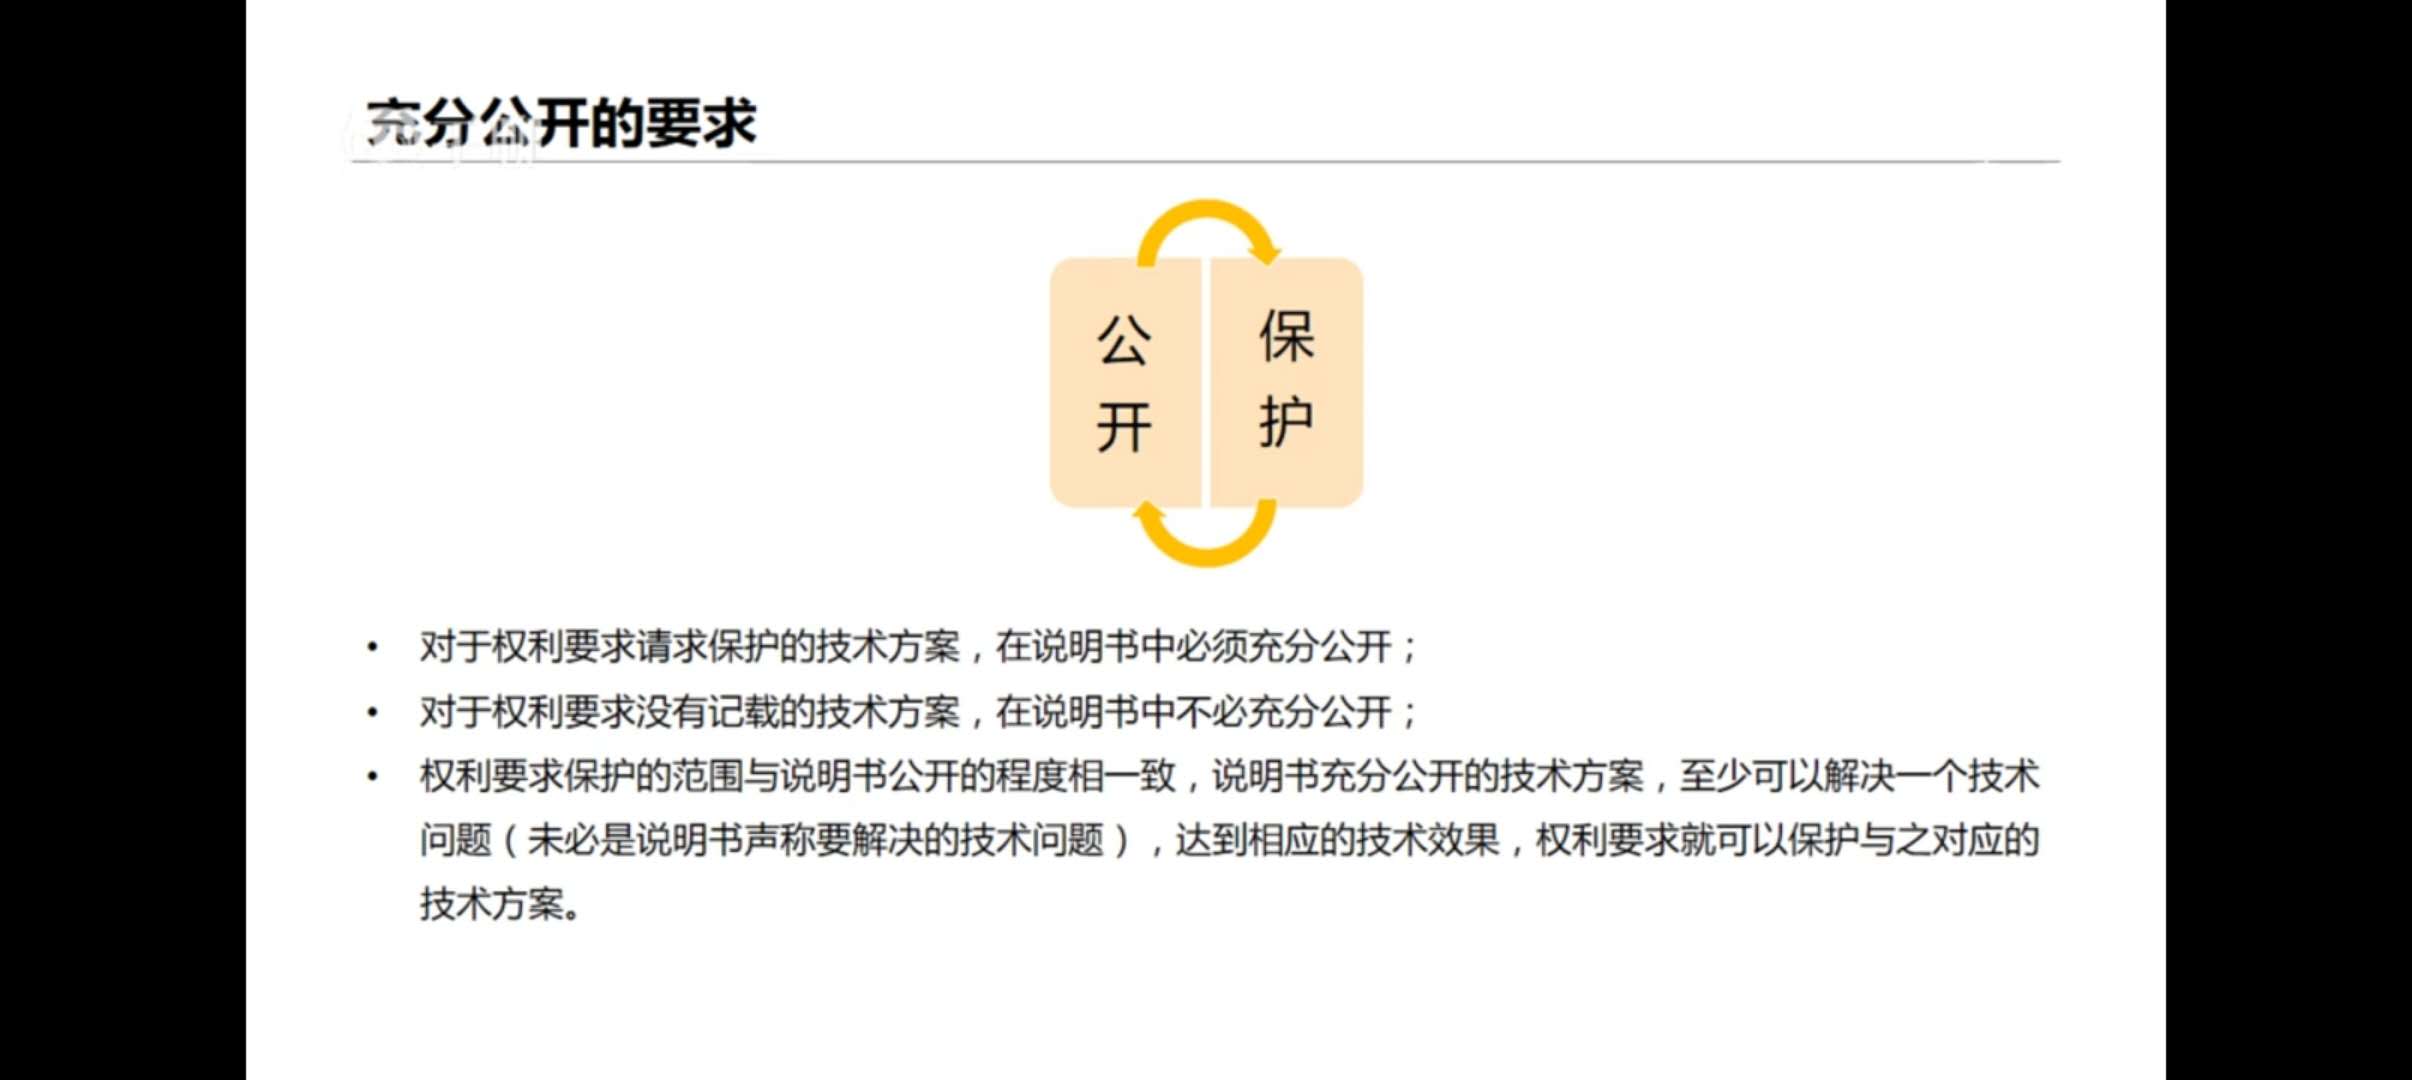 充分公开的要求
公开
保护
• 对于权利要求请求保护的技术方案，在说明书中必须充分公开；
• 对于权利要求没有记载的技术方案，在说明书中不必充分公开；
• 权利要求保护的范围与说明书公开的程度相一致，说明书充分公开的技术方案，至少可以解决一个技术
问题（未必是说明书声称要解决的技术问题），达到相应的技术效果，权利要求就可以保护与之对应的
技术方案。